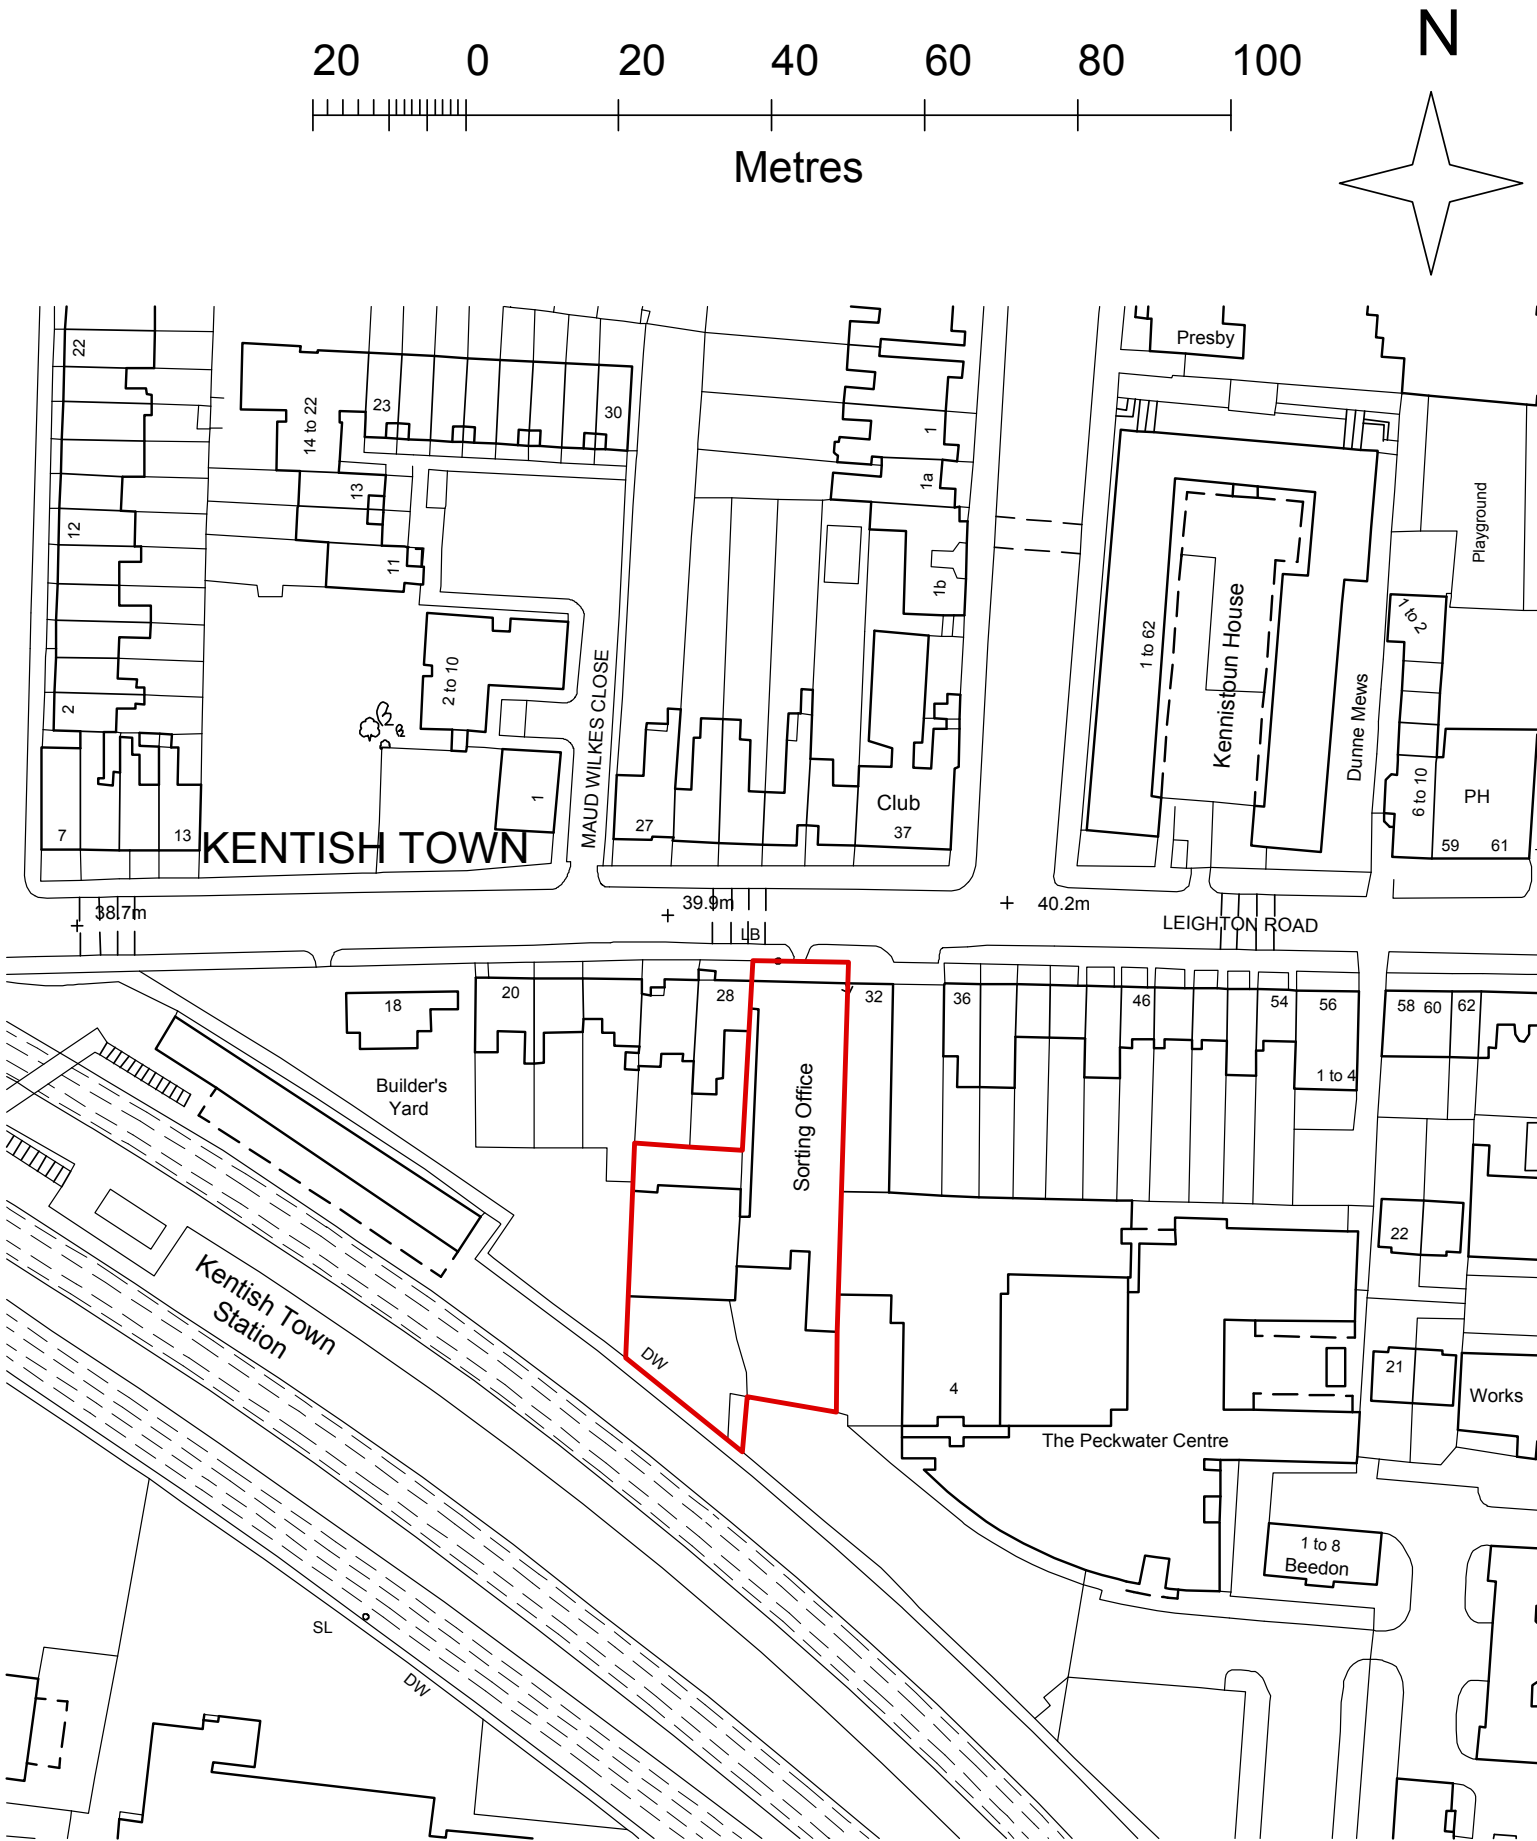 N
20 0 20 40 60 80 100
Metres
Presby
22
23
30
14 to 22
1
13
1a
12
Playground
11
1b
1 to 2
1 to 62
Kennistoun House
2 to 10
MAUD WILKES CLOSE
Dunne Mews
2
1
Club
6 to 10
PH
7
13
KENTISH TOWN
27
37
59
61
38.7m
39.9m
40.2m
LEIGHTON ROAD
LB
18
20
28
32
36
46
54
56
58
60
62
Builder's
Yard
1 to 4
Sorting Office
22
Kentish Town
Station
DW
4
21
Works
The Peckwater Centre
1 to 8
Beedon
SL
DW